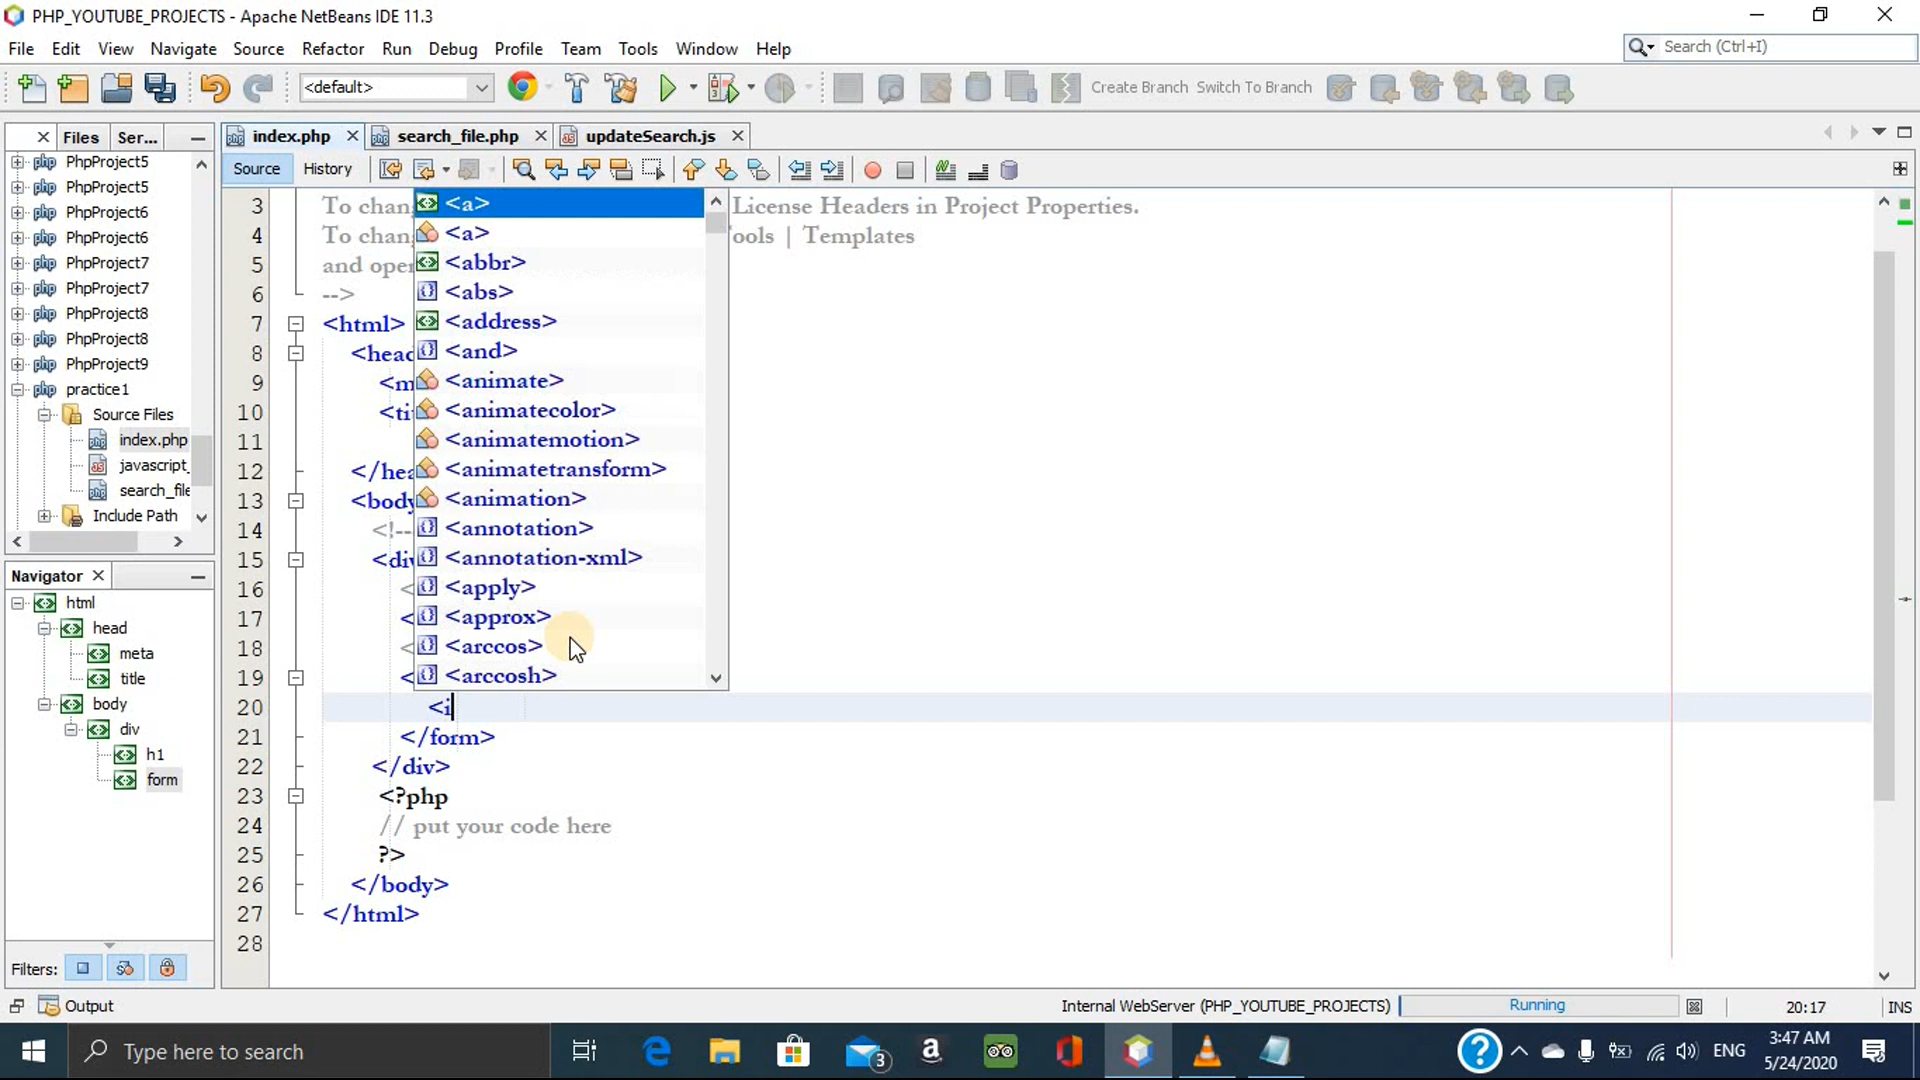 PHP_YOUTUBE_PROJECTS - Apache NetBeans IDE 11.3
File Edit View Navigate Source Refactor Run Debug Profile Team Tools Window Help
Search (Ctrl+I)
<default>
Create Branch Switch To Branch
Files Ser...
index.php search_file.php updateSearch.js
Source History
PhpProject5
PhpProject5
PhpProject6
PhpProject6
PhpProject7
PhpProject7
PhpProject8
PhpProject8
PhpProject9
practice1
Source Files
index.php
javascript_
search_file
Include Path
Navigator
html
head
meta
title
body
div
h1
form
Filters:
3 To chan License Headers in Project Properties.
4 To chan ools | Templates
5 and oper
6 -->
7 <html>
8 <head
9 <m
10 <tit
11
12 </hea
13 <body
14 <!--
15 <div
16 <
17 <
18 <
19 <
20 <i
21 </form>
22 </div>
23 <?php
24 // put your code here
25 ?>
26 </body>
27 </html>
28
<a>
<a>
<abbr>
<abs>
<address>
<and>
<animate>
<animatecolor>
<animatemotion>
<animatetransform>
<animation>
<annotation>
<annotation-xml>
<apply>
<approx>
<arccos>
<arccosh>
Output
Internal WebServer (PHP_YOUTUBE_PROJECTS) Running 20:17 INS
Type here to search
3
ENG
3:47 AM
5/24/2020